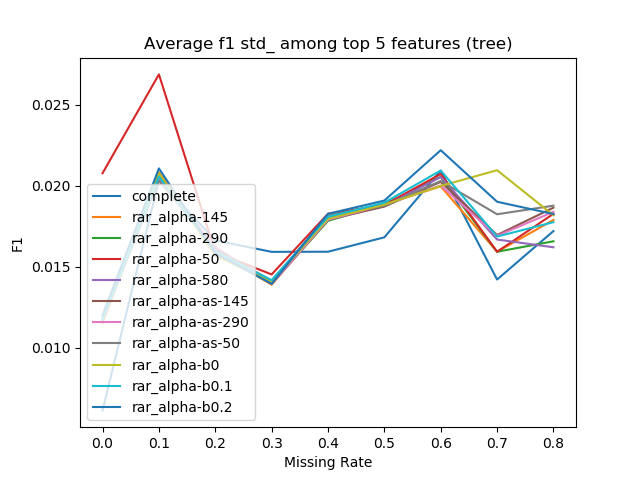 Average f1 std_ among top 5 features (tree)
0.025
0.020
0.015
0.010
F1
complete
rar_alpha-145
rar_alpha-290
rar_alpha-50
rar_alpha-580
rar_alpha-as-145
rar_alpha-as-290
rar_alpha-as-50
rar_alpha-b0
rar_alpha-b0.1
rar_alpha-b0.2
0.0 0.1 0.2 0.3 0.4 0.5 0.6 0.7 0.8
Missing Rate